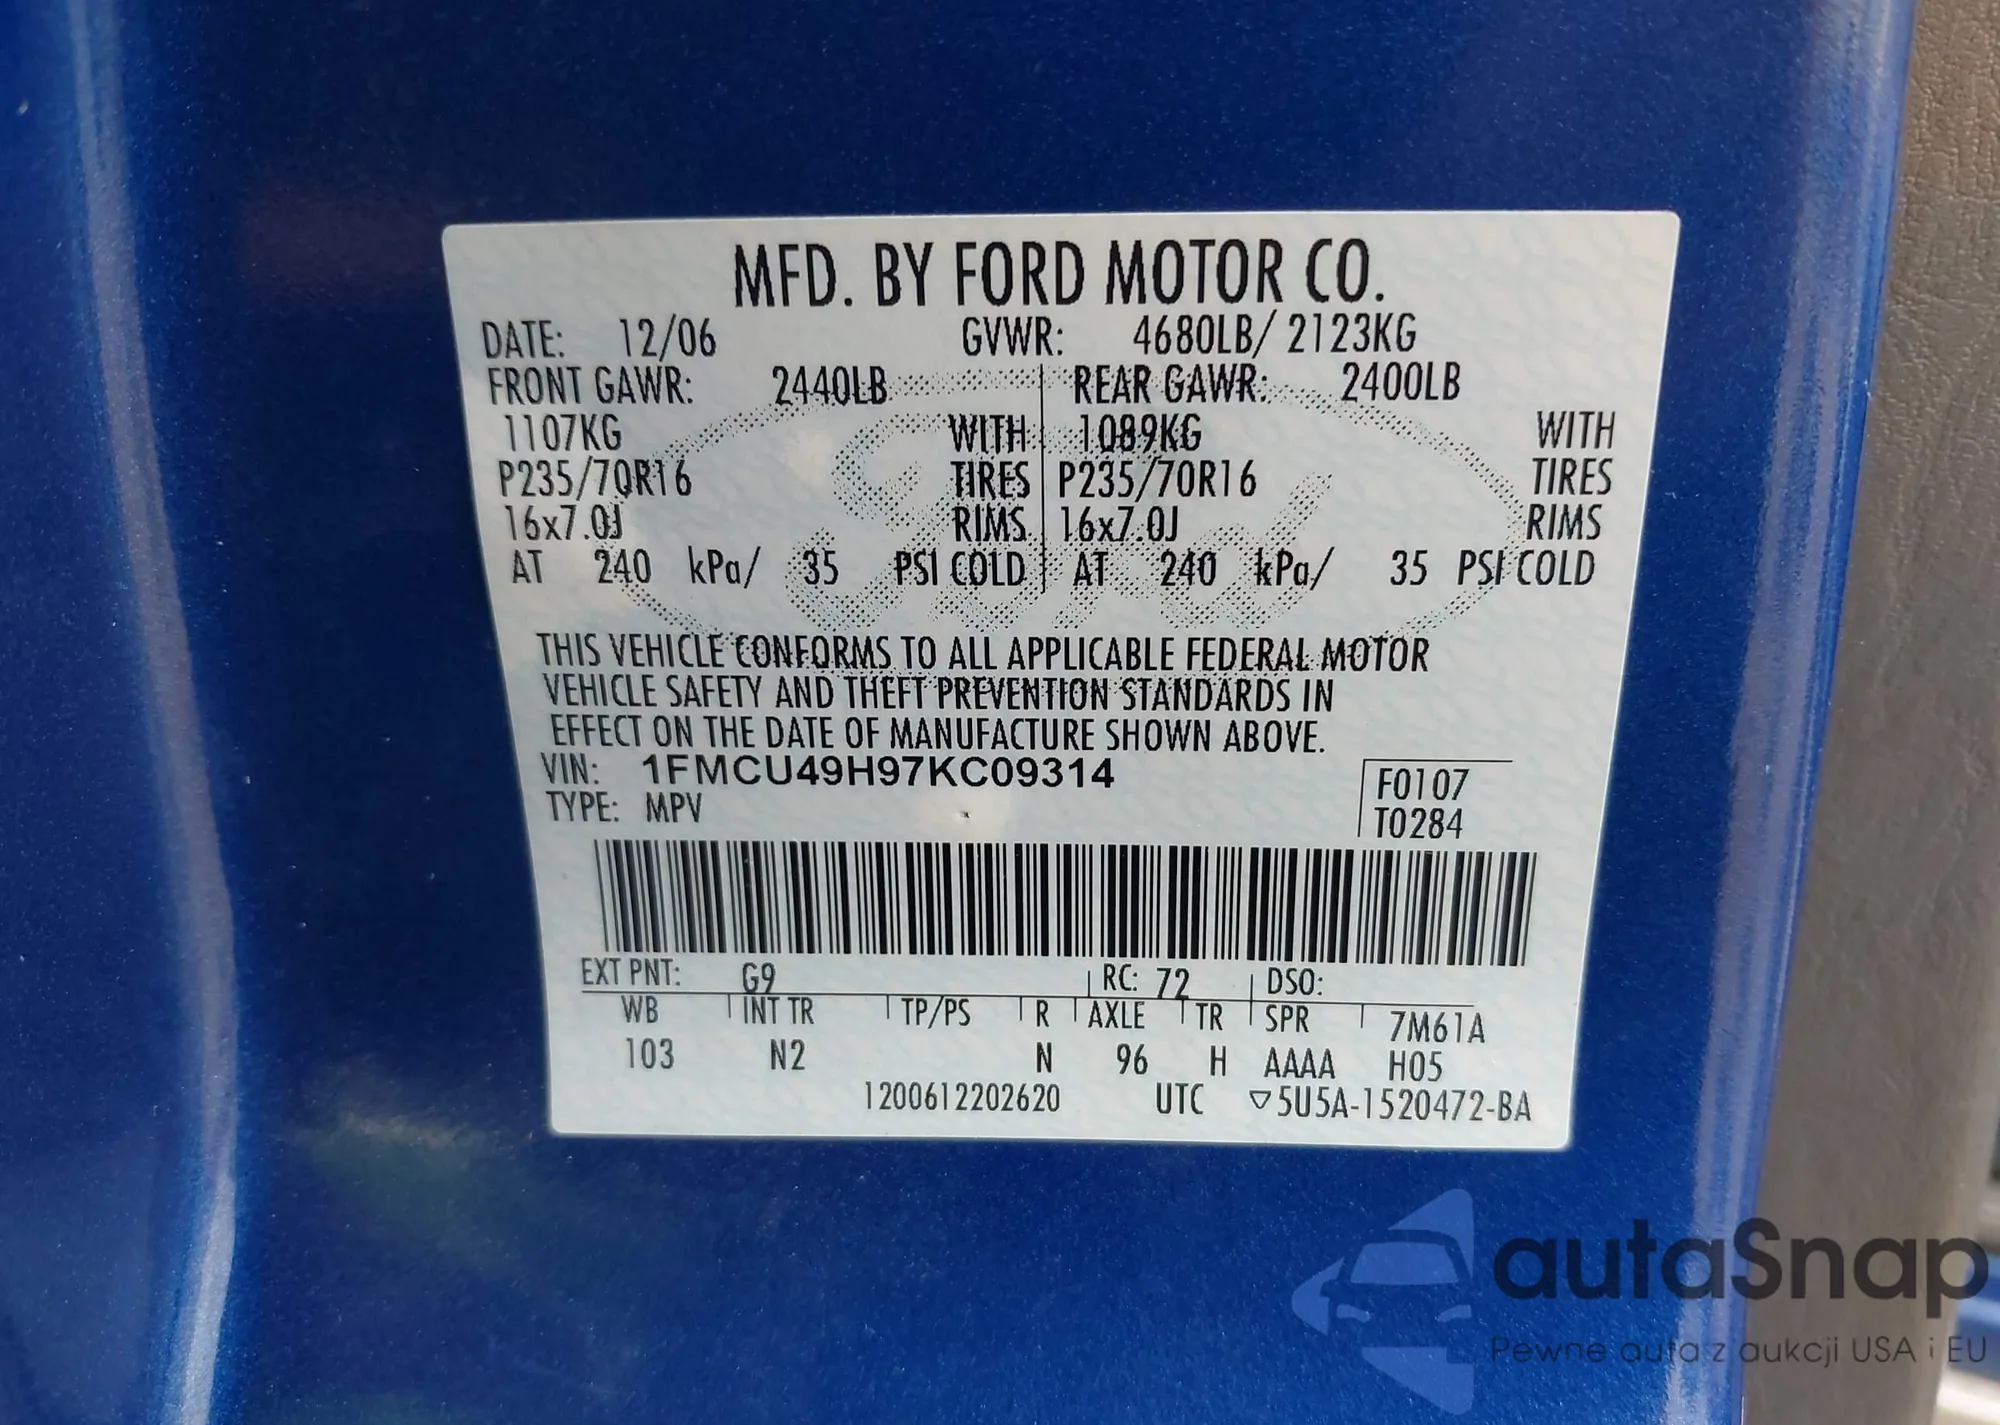 MFD. BY FORD MOTOR CO.
DATE: 12/06 GVWR: 4680LB/ 2123KG
FRONT GAWR: 2440LB REAR GAWR: 2400LB
1107KG WITH 1089KG WITH
P235/70R16 TIRES P235/70R16 TIRES
16x7.0J RIMS 16x7.0J RIMS
AT 240 kPa/ 35 PSI COLD AT 240 kPa/ 35 PSI COLD
Ford
THIS VEHICLE CONFORMS TO ALL APPLICABLE FEDERAL MOTOR
VEHICLE SAFETY AND THEFT PREVENTION STANDARDS IN
EFFECT ON THE DATE OF MANUFACTURE SHOWN ABOVE.
VIN: 1FMCU49H97KC09314 F0107
TYPE: MPV T0284
EXT PNT: G9 RC: 72 DSO:
WB INT TR TP/PS R AXLE TR SPR 7M61A
103 N2 N 96 H AAAA H05
1200612202620 UTC ▽5U5A-1520472-BA
autaSnap
Pewne auta z aukcji USA i EU